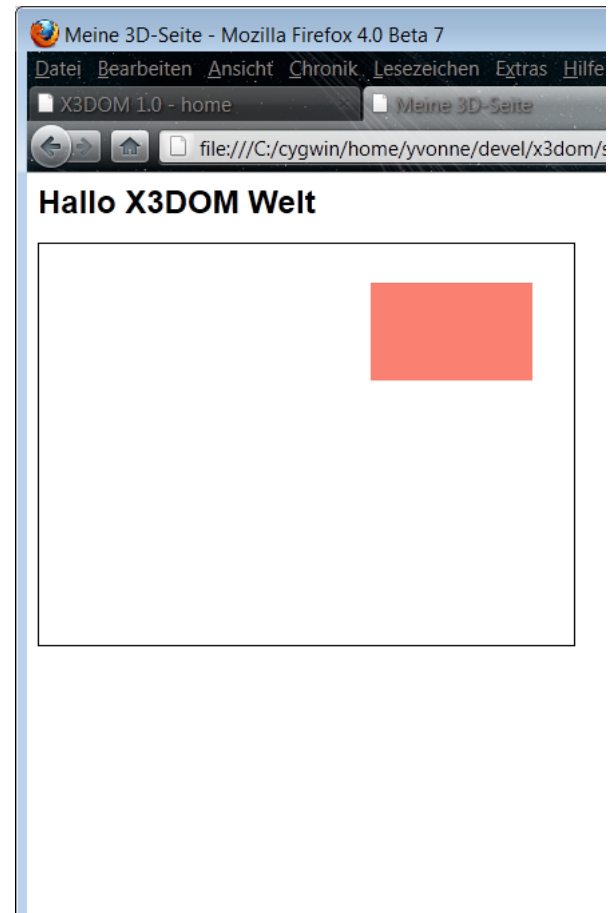 Meine 3D-Seite - Mozilla Firefox 4.0 Beta 7
Datei Bearbeiten Ansicht Chronik Lesezeichen Extras Hilfe
X3DOM 1.0 - home Meine 3D-Seite
file:///C:/cygwin/home/yvonne/devel/x3dom/s
Hallo X3DOM Welt